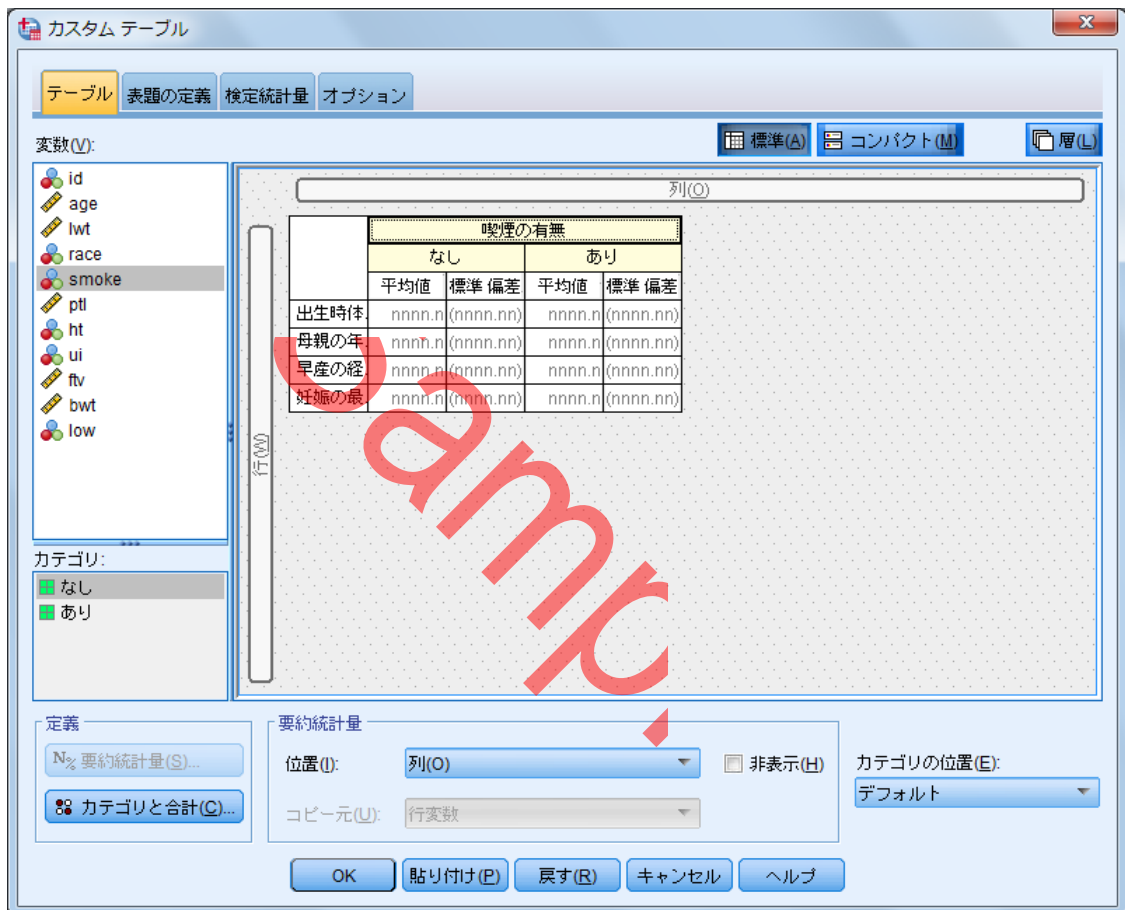 カスタム テーブル
テーブル 表題の定義 検定統計量 オプション
変数(V):
標準(A) コンパクト(M) 層(L)
id
age
lwt
race
smoke
ptl
ht
ui
ftv
bwt
low
列(O)
行(W)
喫煙の有無
なし あり
平均値 標準 偏差 平均値 標準 偏差
出生時体. nnnn.n (nnnn.nn) nnnn.n (nnnn.nn)
母親の年. nnnn.n (nnnn.nn) nnnn.n (nnnn.nn)
早産の経. nnnn.n (nnnn.nn) nnnn.n (nnnn.nn)
妊娠の最. nnnn.n (nnnn.nn) nnnn.n (nnnn.nn)
カテゴリ:
なし
あり
定義
N% 要約統計量(S)...
カテゴリと合計(C)...
要約統計量
位置(I): 列(O) 非表示(H)
コピー元(U): 行変数
カテゴリの位置(E):
デフォルト
OK 貼り付け(P) 戻す(R) キャンセル ヘルプ